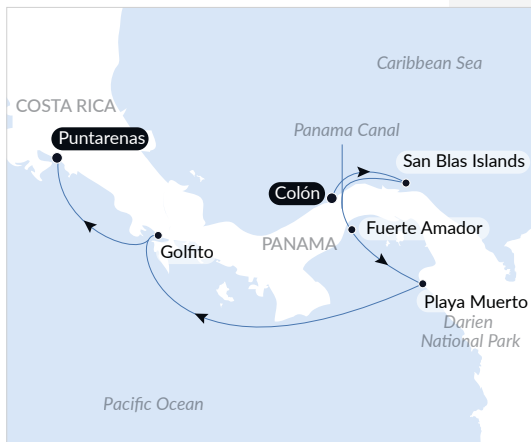 Caribbean Sea
COSTA RICA
Puntarenas
Panama Canal
San Blas Islands
Colón
Fuerte Amador
PANAMA
Golfito
Playa Muerto
Darien
National Park
Pacific Ocean